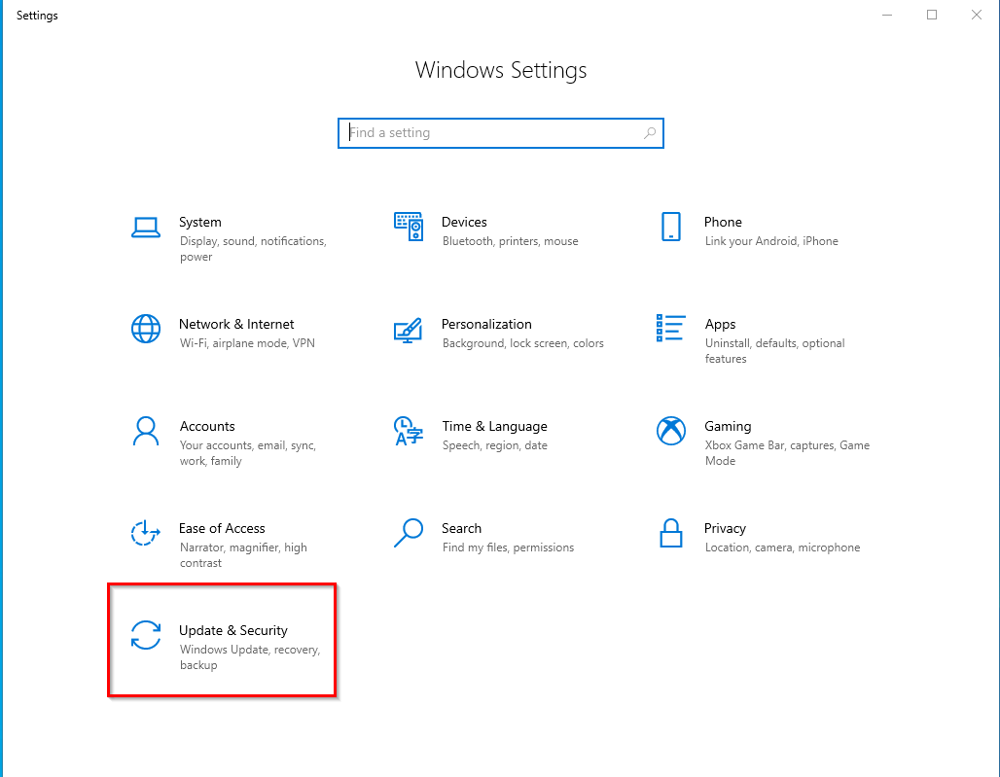 Settings
Windows Settings
Find a setting
System
Display, sound, notifications,
power
Devices
Bluetooth, printers, mouse
Phone
Link your Android, iPhone
Network & Internet
Wi-Fi, airplane mode, VPN
Personalization
Background, lock screen, colors
Apps
Uninstall, defaults, optional
features
Accounts
Your accounts, email, sync,
work, family
Time & Language
Speech, region, date
Gaming
Xbox Game Bar, captures, Game
Mode
Ease of Access
Narrator, magnifier, high
contrast
Search
Find my files, permissions
Privacy
Location, camera, microphone
Update & Security
Windows Update, recovery,
backup